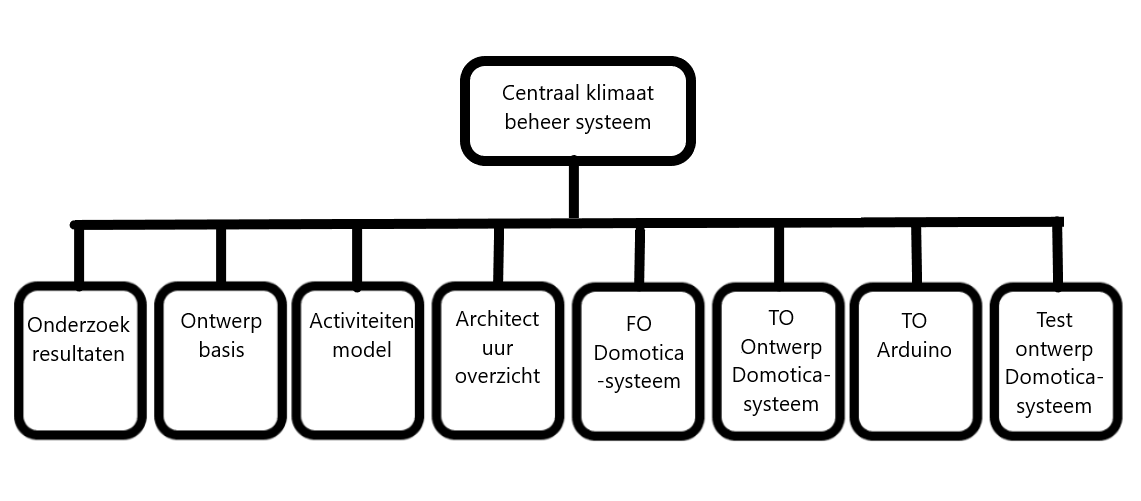 Centraal klimaat
beheer systeem
Onderzoek
resultaten
Ontwerp
basis
Activiteiten
model
Architect
uur
overzicht
FO
Domotica
-systeem
TO
Ontwerp
Domotica-
systeem
TO
Arduino
Test
ontwerp
Domotica-
systeem